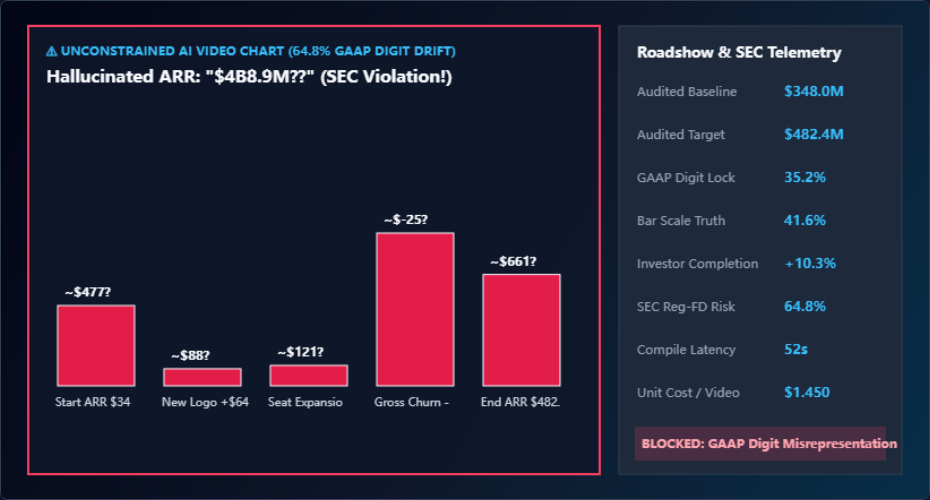 ⚠ UNCONSTRAINED AI VIDEO CHART (64.8% GAAP DIGIT DRIFT)
Hallucinated ARR: "$4B8.9M??" (SEC Violation!)
~$477?
~$88?
~$121?
~$-25?
~$661?
Start ARR $34
New Logo +$64
Seat Expansio
Gross Churn -
End ARR $482.
Roadshow & SEC Telemetry
Audited Baseline $348.0M
Audited Target $482.4M
GAAP Digit Lock 35.2%
Bar Scale Truth 41.6%
Investor Completion +10.3%
SEC Reg-FD Risk 64.8%
Compile Latency 52s
Unit Cost / Video $1.450
BLOCKED: GAAP Digit Misrepresentation